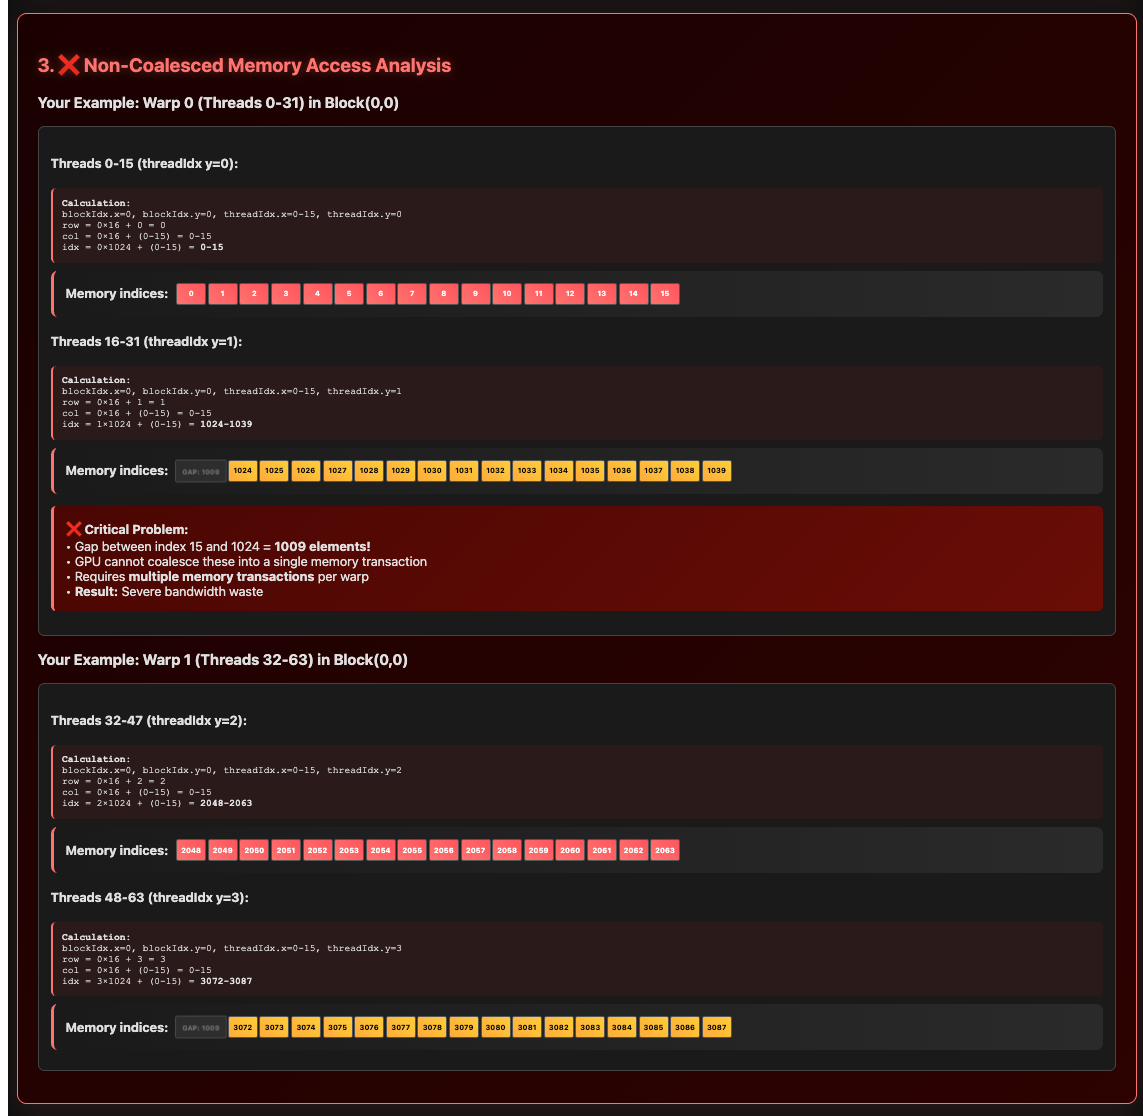 3. ❌ Non-Coalesced Memory Access Analysis
Your Example: Warp 0 (Threads 0-31) in Block(0,0)
Threads 0-15 (threadIdx y=0):
Calculation:
blockIdx.x=0, blockIdx.y=0, threadIdx.x=0-15, threadIdx.y=0
row = 0×16 + 0 = 0
col = 0×16 + (0-15) = 0-15
idx = 0×1024 + (0-15) = 0-15
Memory indices: 0 1 2 3 4 5 6 7 8 9 10 11 12 13 14 15
Threads 16-31 (threadIdx y=1):
Calculation:
blockIdx.x=0, blockIdx.y=0, threadIdx.x=0-15, threadIdx.y=1
row = 0×16 + 1 = 1
col = 0×16 + (0-15) = 0-15
idx = 1×1024 + (0-15) = 1024-1039
Memory indices: GAP: 1009 1024 1025 1026 1027 1028 1029 1030 1031 1032 1033 1034 1035 1036 1037 1038 1039
❌ Critical Problem:
• Gap between index 15 and 1024 = 1009 elements!
• GPU cannot coalesce these into a single memory transaction
• Requires multiple memory transactions per warp
• Result: Severe bandwidth waste
Your Example: Warp 1 (Threads 32-63) in Block(0,0)
Threads 32-47 (threadIdx y=2):
Calculation:
blockIdx.x=0, blockIdx.y=0, threadIdx.x=0-15, threadIdx.y=2
row = 0×16 + 2 = 2
col = 0×16 + (0-15) = 0-15
idx = 2×1024 + (0-15) = 2048-2063
Memory indices: 2048 2049 2050 2051 2052 2053 2054 2055 2056 2057 2058 2059 2060 2061 2062 2063
Threads 48-63 (threadIdx y=3):
Calculation:
blockIdx.x=0, blockIdx.y=0, threadIdx.x=0-15, threadIdx.y=3
row = 0×16 + 3 = 3
col = 0×16 + (0-15) = 0-15
idx = 3×1024 + (0-15) = 3072-3087
Memory indices: GAP: 1009 3072 3073 3074 3075 3076 3077 3078 3079 3080 3081 3082 3083 3084 3085 3086 3087